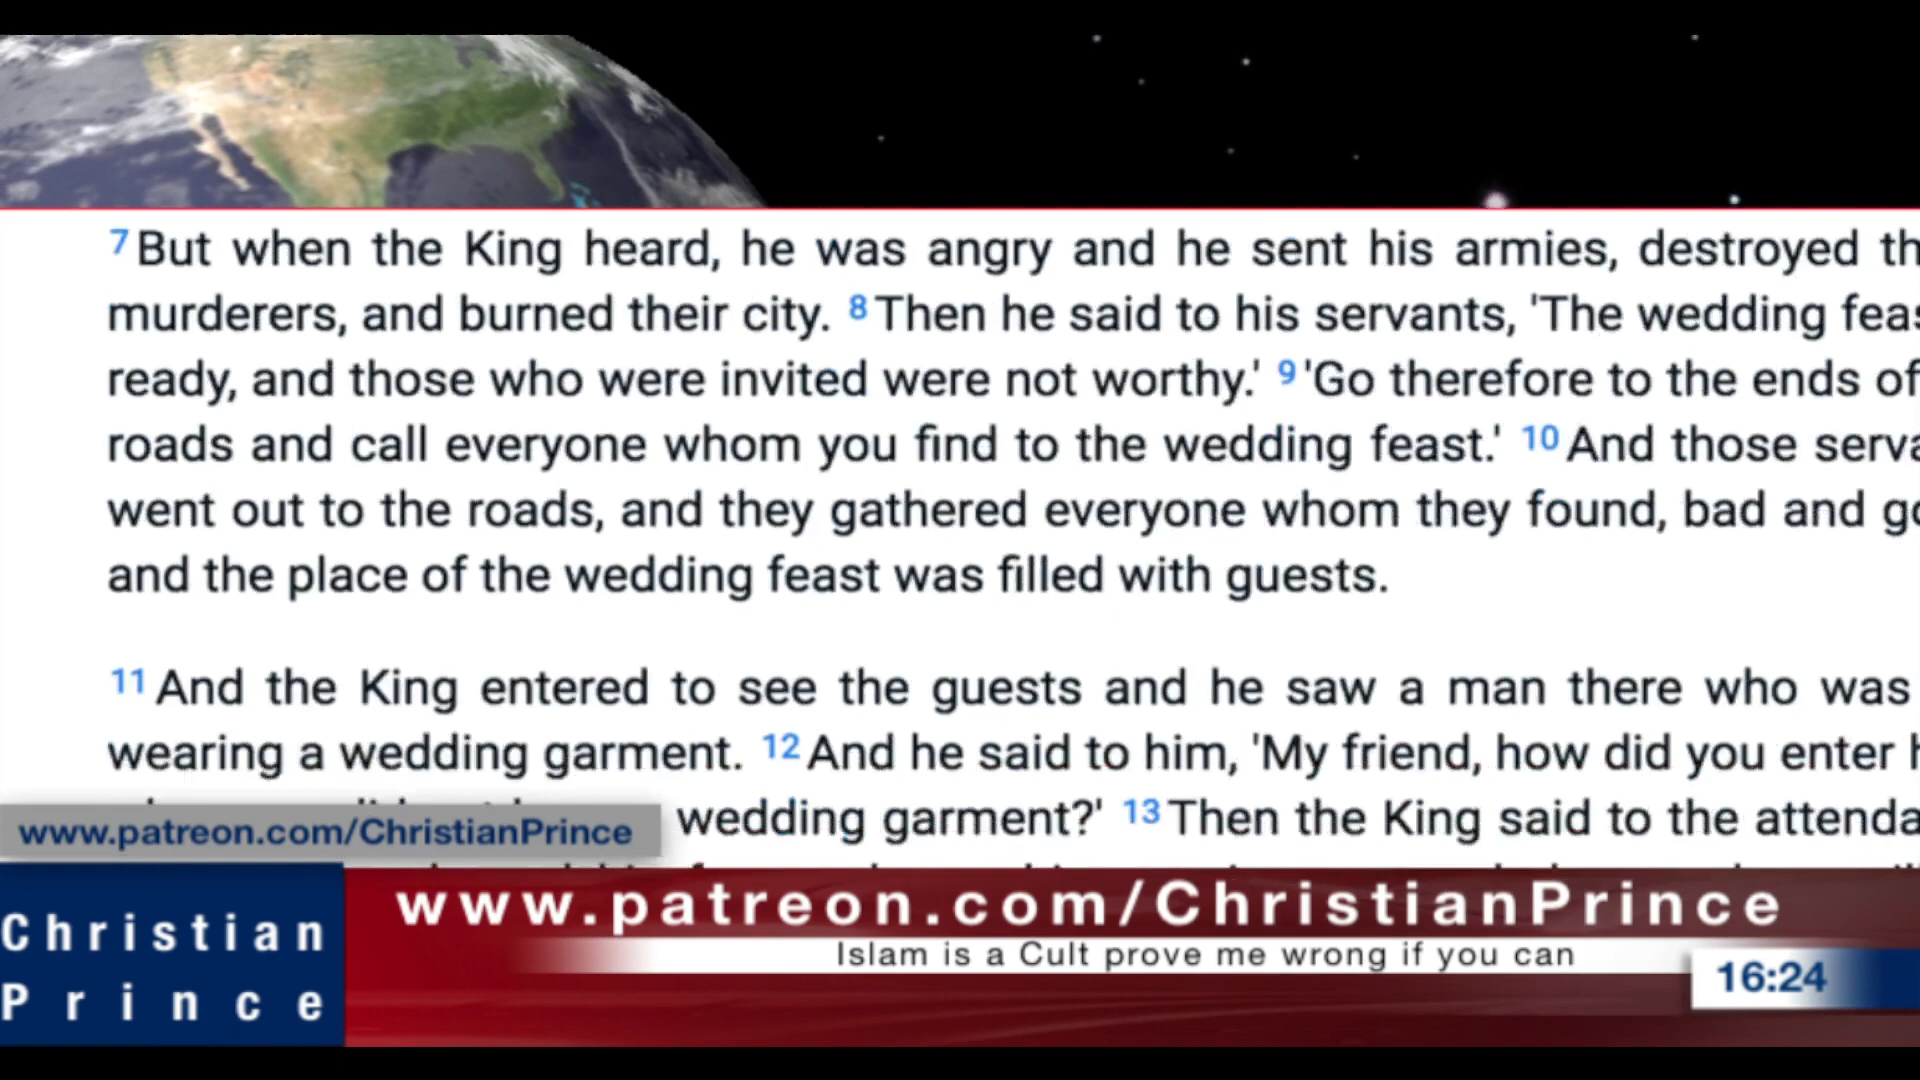 7 But when the King heard, he was angry and he sent his armies, destroyed
murderers, and burned their city. 8 Then he said to his servants, 'The wedding
ready, and those who were invited were not worthy.' 9 'Go therefore to the ends of
roads and call everyone whom you find to the wedding feast.' 10 And those
went out to the roads, and they gathered everyone whom they found, bad and
and the place of the wedding feast was filled with guests.
11 And the King entered to see the guests and he saw a man there who was
wearing a wedding garment. 12 And he said to him, 'My friend, how did you enter
wedding garment?' 13 Then the King said to the
www.patreon.com/ChristianPrince
www.patreon.com/ChristianPrince
Christian
Prince
Islam is a Cult prove me wrong if you can
16:24